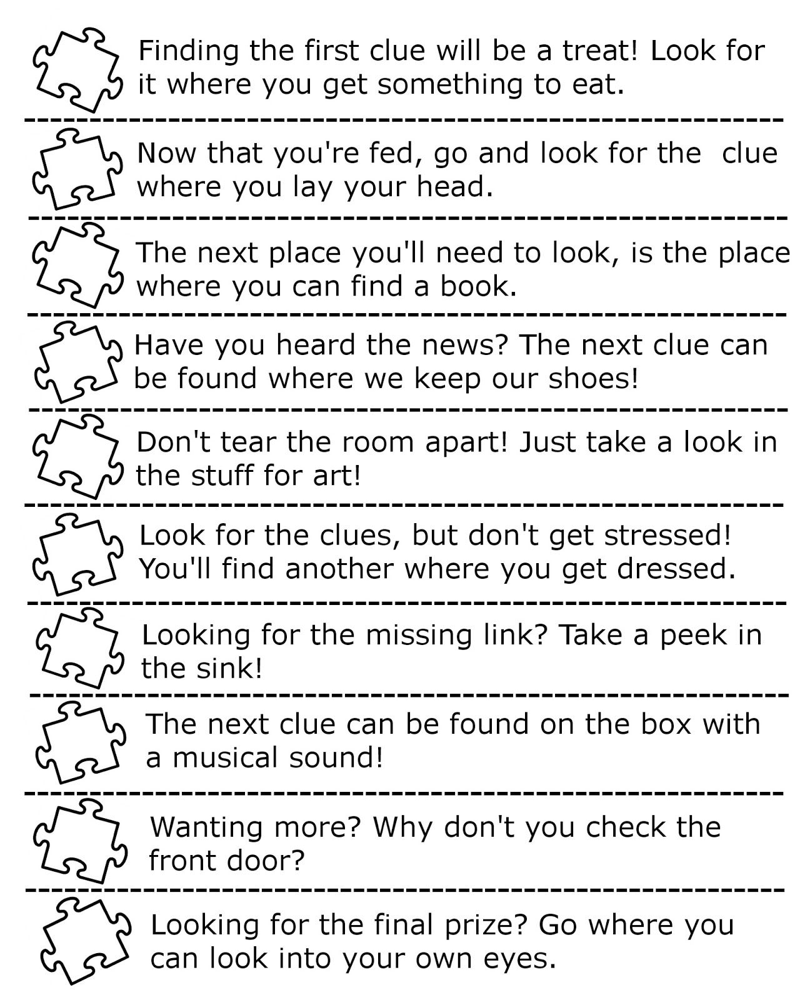 Finding the first clue will be a treat! Look for
it where you get something to eat.
Now that you're fed, go and look for the  clue
where you lay your head.
The next place you'll need to look, is the place
where you can find a book.
Have you heard the news? The next clue can
be found where we keep our shoes!
Don't tear the room apart! Just take a look in
the stuff for art!
Look for the clues, but don't get stressed!
You'll find another where you get dressed.
Looking for the missing link? Take a peek in
the sink!
The next clue can be found on the box with
a musical sound!
Wanting more? Why don't you check the
front door?
Looking for the final prize? Go where you
can look into your own eyes.